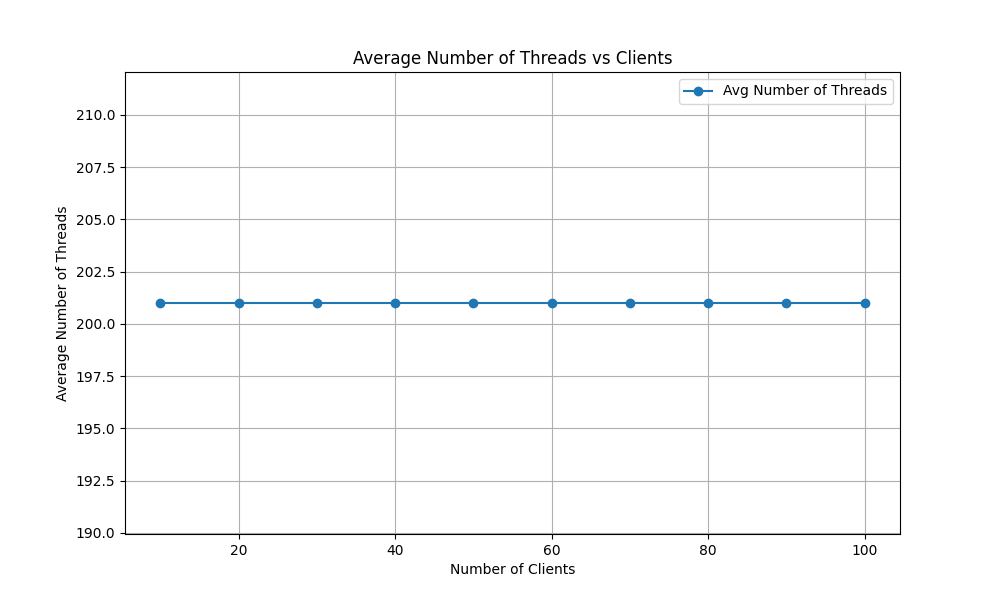 Average Number of Threads vs Clients
Avg Number of Threads
Average Number of Threads
210.0
207.5
205.0
202.5
200.0
197.5
195.0
192.5
190.0
20 40 60 80 100
Number of Clients